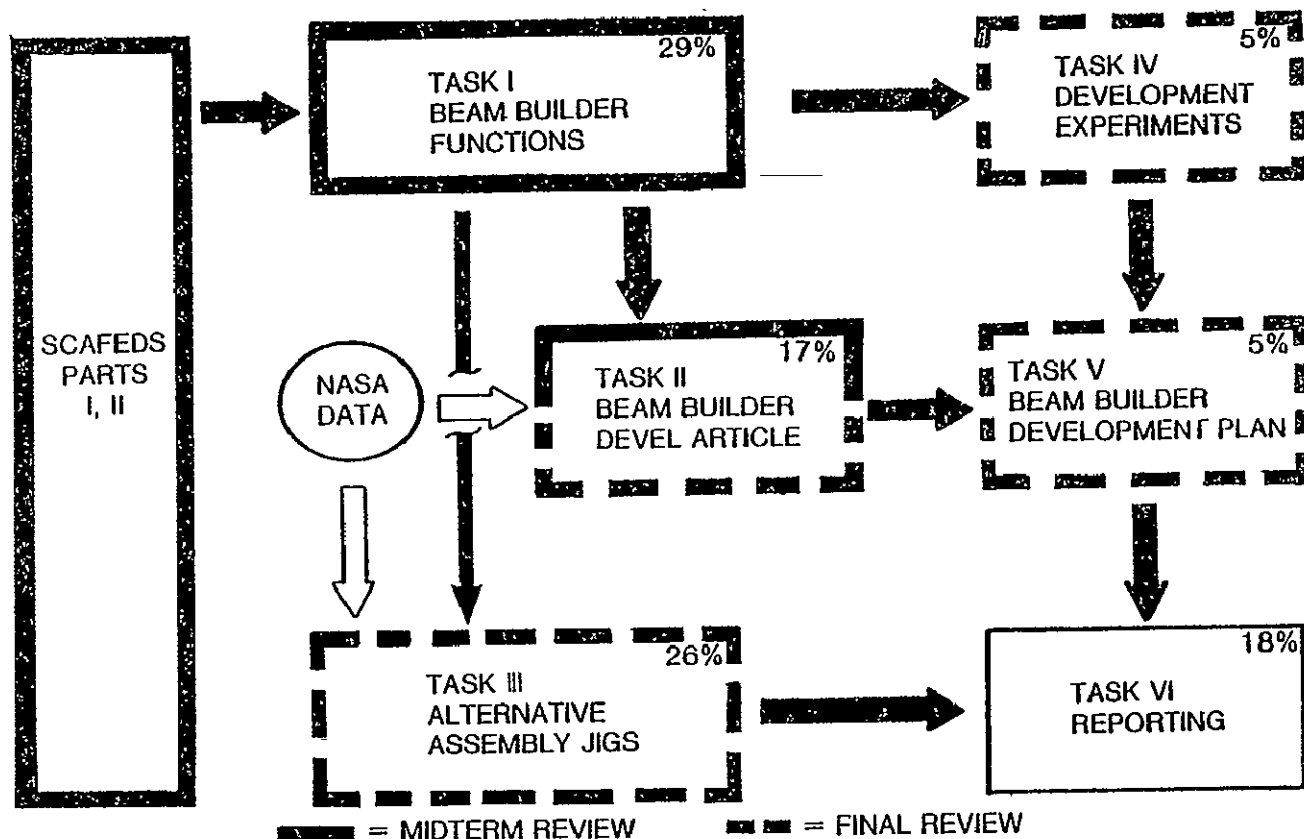 SCAFEDS
PARTS
I, II
29%
TASK I
BEAM BUILDER
FUNCTIONS
5%
TASK IV
DEVELOPMENT
EXPERIMENTS
NASA
DATA
17%
TASK II
BEAM BUILDER
DEVEL ARTICLE
5%
TASK V
BEAM BUILDER
DEVELOPMENT PLAN
26%
TASK III
ALTERNATIVE
ASSEMBLY JIGS
18%
TASK VI
REPORTING
= MIDTERM REVIEW
= FINAL REVIEW